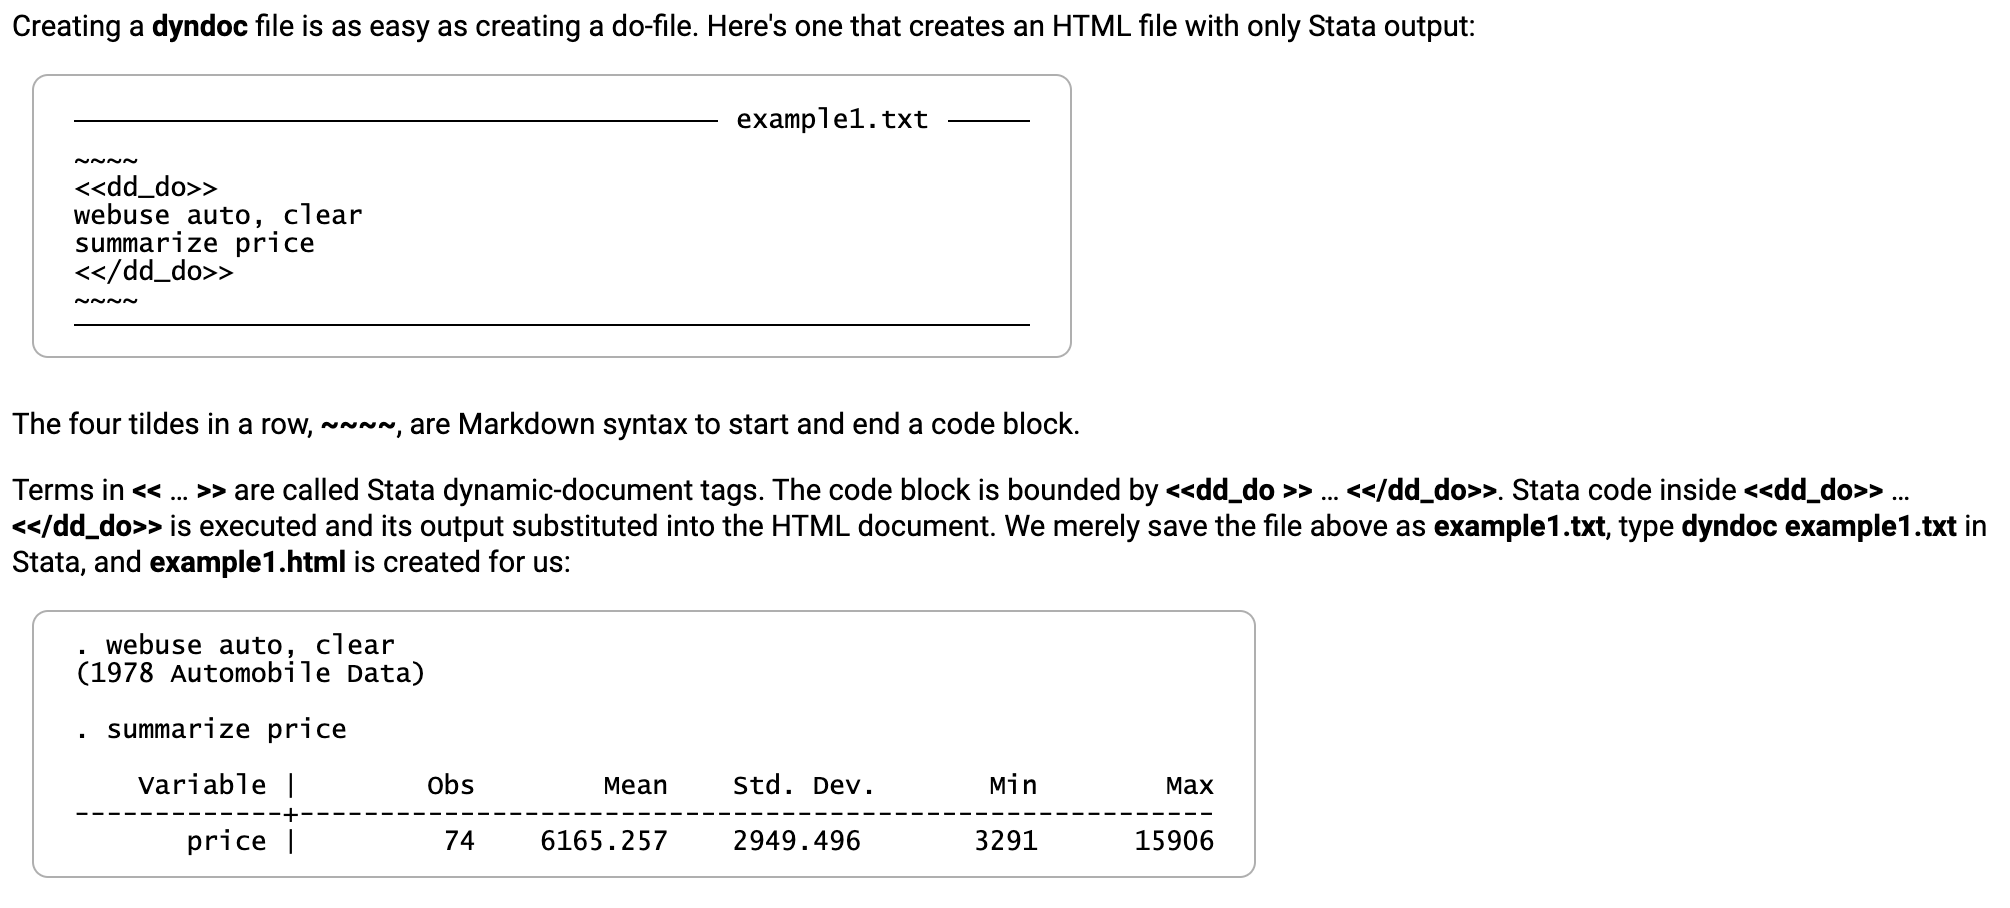 Creating a dyndoc file is as easy as creating a do-file. Here's one that creates an HTML file with only Stata output:
example1.txt
~~~~
<<dd_do>>
webuse auto, clear
summarize price
<</dd_do>>
~~~~
The four tildes in a row, ~~~~, are Markdown syntax to start and end a code block.
Terms in << … >> are called Stata dynamic-document tags. The code block is bounded by <<dd_do >> … <</dd_do>>. Stata code inside <<dd_do>> …
<</dd_do>> is executed and its output substituted into the HTML document. We merely save the file above as example1.txt, type dyndoc example1.txt in
Stata, and example1.html is created for us:
. webuse auto, clear
(1978 Automobile Data)
. summarize price
    Variable |        Obs        Mean    Std. Dev.       Min        Max
-------------+---------------------------------------------------------
       price |         74    6165.257    2949.496       3291      15906